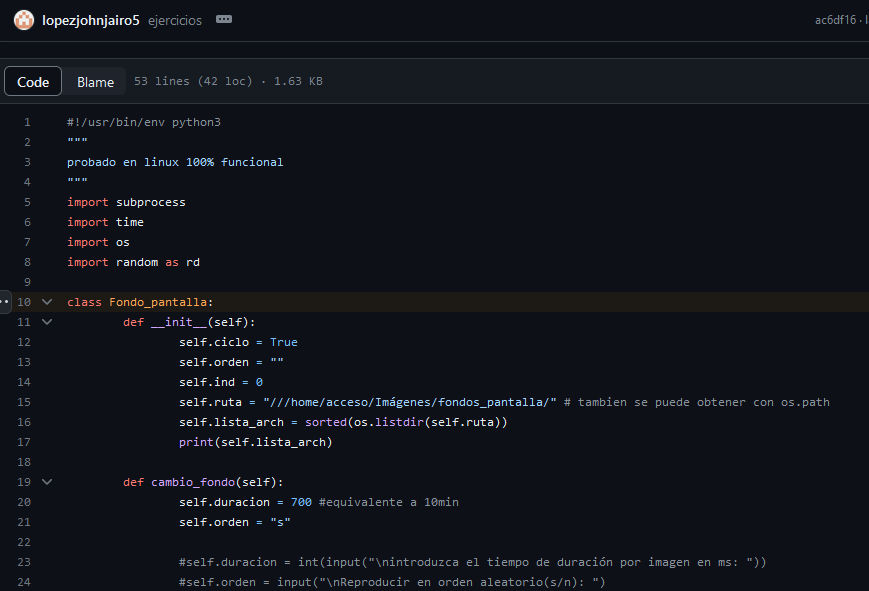 lopezjohnjairo5 ejercicios ac6df16 ·
Code Blame 53 lines (42 loc) · 1.63 KB
1 #!/usr/bin/env python3
2 """
3 probado en linux 100% funcional
4 """
5 import subprocess
6 import time
7 import os
8 import random as rd
9
10 class Fondo_pantalla:
11 def __init__(self):
12 self.ciclo = True
13 self.orden = ""
14 self.ind = 0
15 self.ruta = "///home/acceso/Imágenes/fondos_pantalla/" # tambien se puede obtener con os.path
16 self.lista_arch = sorted(os.listdir(self.ruta))
17 print(self.lista_arch)
18
19 def cambio_fondo(self):
20 self.duracion = 700 #equivalente a 10min
21 self.orden = "s"
22
23 #self.duracion = int(input("\nintroduzca el tiempo de duración por imagen en ms: "))
24 #self.orden = input("\nReproducir en orden aleatorio(s/n): ")